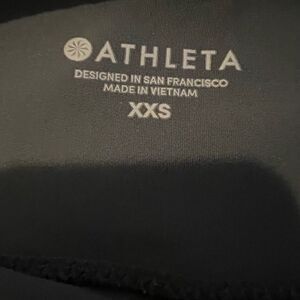 ATHLETA
DESIGNED IN SAN FRANCISCO
MADE IN VIETNAM
XXS